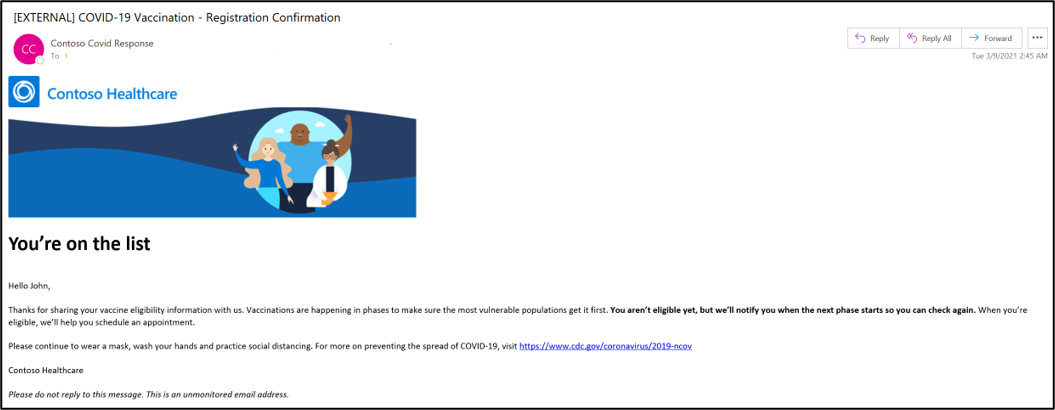 [EXTERNAL] COVID-19 Vaccination - Registration Confirmation
CC
Contoso Covid Response
To
Reply
Reply All
Forward
Tue 3/9/2021 2:45 AM
Contoso Healthcare
You're on the list
Hello John,
Thanks for sharing your vaccine eligibility information with us. Vaccinations are happening in phases to make sure the most vulnerable populations get it first. You aren't eligible yet, but we'll notify you when the next phase starts so you can check again. When you're
eligible, we'll help you schedule an appointment.
Please continue to wear a mask, wash your hands and practice social distancing. For more on preventing the spread of COVID-19, visit https://www.cdc.gov/coronavirus/2019-ncov
Contoso Healthcare
Please do not reply to this message. This is an unmonitored email address.